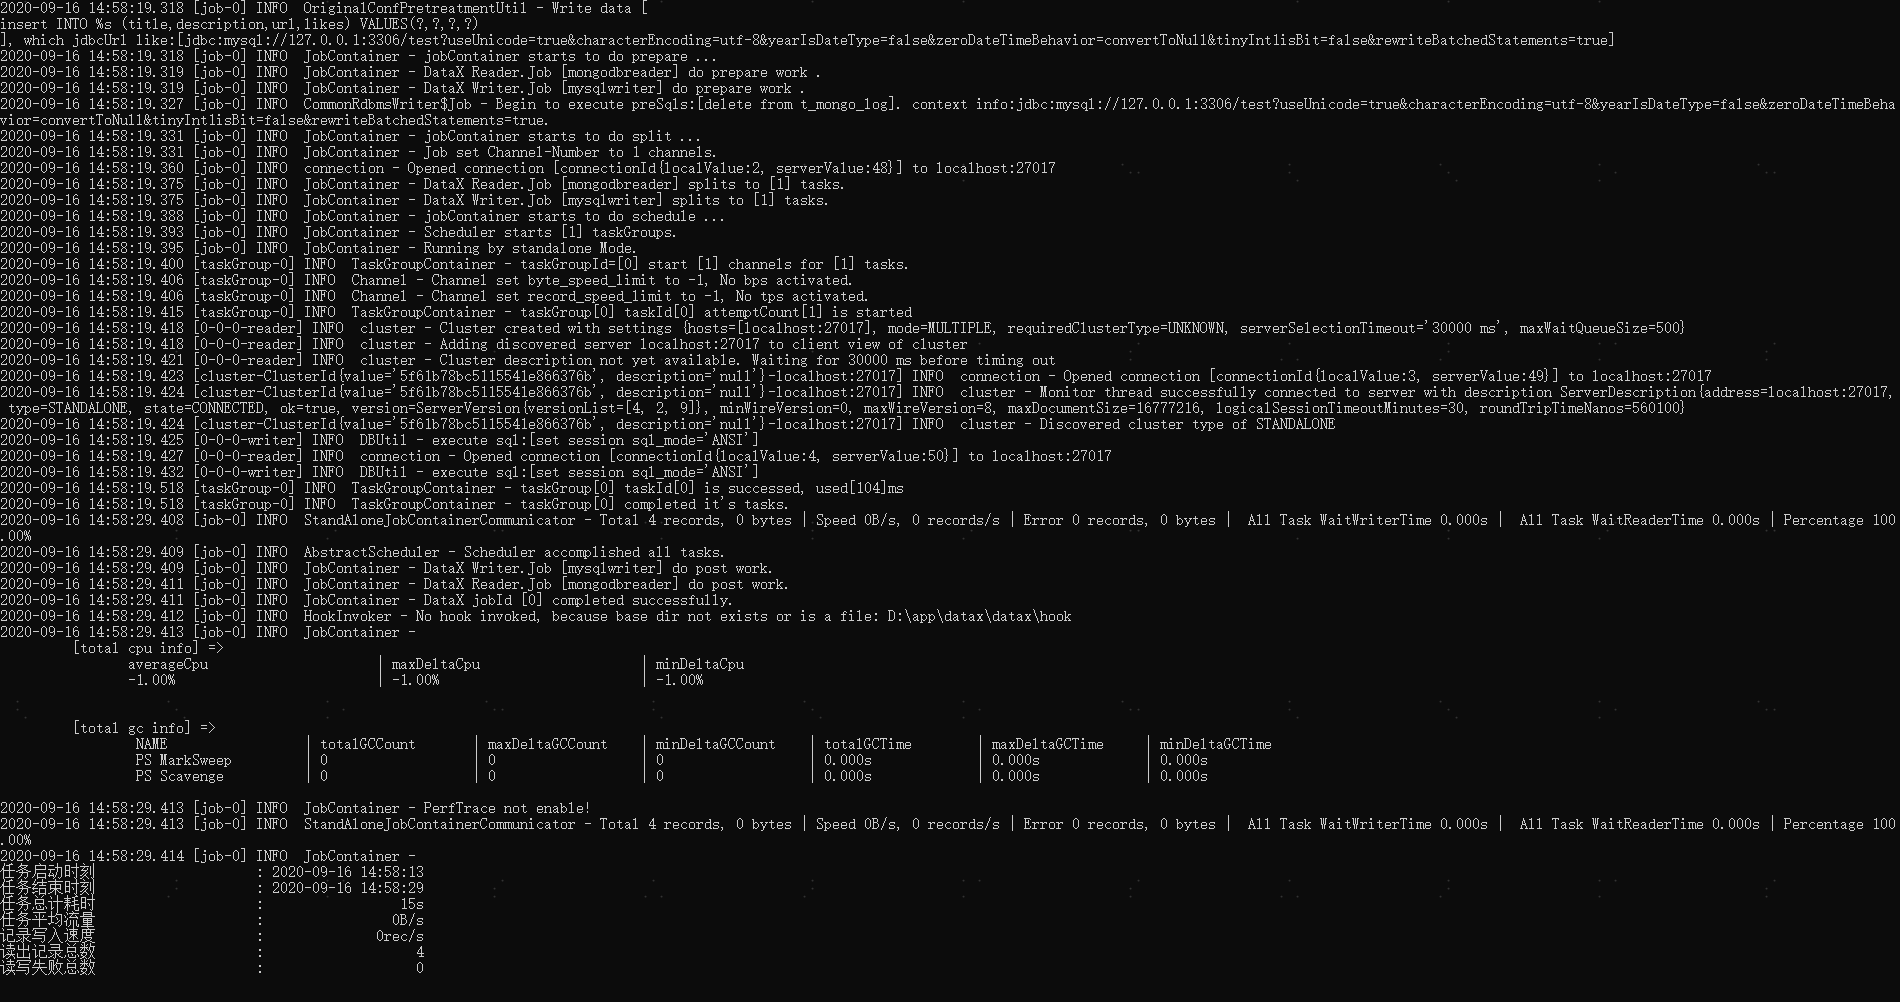 2020-09-16 14:58:19.318 [job-0] INFO  OriginalConfPretreatmentUtil - Write data [
insert INTO %s (title,description,url,likes) VALUES(?,?,?,?)
], which jdbcUrl like:[jdbc:mysql://127.0.0.1:3306/test?useUnicode=true&characterEncoding=utf-8&yearIsDateType=false&zeroDateTimeBehavior=convertToNull&tinyInt1isBit=false&rewriteBatchedStatements=true]
2020-09-16 14:58:19.318 [job-0] INFO  JobContainer - jobContainer starts to do prepare ...
2020-09-16 14:58:19.319 [job-0] INFO  JobContainer - DataX Reader.Job [mongodbreader] do prepare work .
2020-09-16 14:58:19.319 [job-0] INFO  JobContainer - DataX Writer.Job [mysqlwriter] do prepare work .
2020-09-16 14:58:19.327 [job-0] INFO  CommonRdbmsWriter$Job - Begin to execute preSqls:[delete from t_mongo_log]. context info:jdbc:mysql://127.0.0.1:3306/test?useUnicode=true&characterEncoding=utf-8&yearIsDateType=false&zeroDateTimeBeha
vior=convertToNull&tinyInt1isBit=false&rewriteBatchedStatements=true.
2020-09-16 14:58:19.331 [job-0] INFO  JobContainer - jobContainer starts to do split ...
2020-09-16 14:58:19.331 [job-0] INFO  JobContainer - Job set Channel-Number to 1 channels.
2020-09-16 14:58:19.360 [job-0] INFO  connection - Opened connection [connectionId{localValue:2, serverValue:48}] to localhost:27017
2020-09-16 14:58:19.375 [job-0] INFO  JobContainer - DataX Reader.Job [mongodbreader] splits to [1] tasks.
2020-09-16 14:58:19.375 [job-0] INFO  JobContainer - DataX Writer.Job [mysqlwriter] splits to [1] tasks.
2020-09-16 14:58:19.388 [job-0] INFO  JobContainer - jobContainer starts to do schedule ...
2020-09-16 14:58:19.393 [job-0] INFO  JobContainer - Scheduler starts [1] taskGroups.
2020-09-16 14:58:19.395 [job-0] INFO  JobContainer - Running by standalone Mode.
2020-09-16 14:58:19.400 [taskGroup-0] INFO  TaskGroupContainer - taskGroupId=[0] start [1] channels for [1] tasks.
2020-09-16 14:58:19.406 [taskGroup-0] INFO  Channel - Channel set byte_speed_limit to -1, No bps activated.
2020-09-16 14:58:19.406 [taskGroup-0] INFO  Channel - Channel set record_speed_limit to -1, No tps activated.
2020-09-16 14:58:19.415 [taskGroup-0] INFO  TaskGroupContainer - taskGroup[0] taskId[0] attemptCount[1] is started
2020-09-16 14:58:19.418 [0-0-0-reader] INFO  cluster - Cluster created with settings {hosts=[localhost:27017], mode=MULTIPLE, requiredClusterType=UNKNOWN, serverSelectionTimeout='30000 ms', maxWaitQueueSize=500}
2020-09-16 14:58:19.418 [0-0-0-reader] INFO  cluster - Adding discovered server localhost:27017 to client view of cluster
2020-09-16 14:58:19.421 [0-0-0-reader] INFO  cluster - Cluster description not yet available. Waiting for 30000 ms before timing out
2020-09-16 14:58:19.423 [cluster-ClusterId{value='5f61b78bc5115541e866376b', description='null'}-localhost:27017] INFO  connection - Opened connection [connectionId{localValue:3, serverValue:49}] to localhost:27017
2020-09-16 14:58:19.424 [cluster-ClusterId{value='5f61b78bc5115541e866376b', description='null'}-localhost:27017] INFO  cluster - Monitor thread successfully connected to server with description ServerDescription{address=localhost:27017,
 type=STANDALONE, state=CONNECTED, ok=true, version=ServerVersion{versionList=[4, 2, 9]}, minWireVersion=0, maxWireVersion=8, maxDocumentSize=16777216, logicalSessionTimeoutMinutes=30, roundTripTimeNanos=560100}
2020-09-16 14:58:19.424 [cluster-ClusterId{value='5f61b78bc5115541e866376b', description='null'}-localhost:27017] INFO  cluster - Discovered cluster type of STANDALONE
2020-09-16 14:58:19.425 [0-0-0-writer] INFO  DBUtil - execute sql:[set session sql_mode='ANSI']
2020-09-16 14:58:19.427 [0-0-0-reader] INFO  connection - Opened connection [connectionId{localValue:4, serverValue:50}] to localhost:27017
2020-09-16 14:58:19.432 [0-0-0-writer] INFO  DBUtil - execute sql:[set session sql_mode='ANSI']
2020-09-16 14:58:19.518 [taskGroup-0] INFO  TaskGroupContainer - taskGroup[0] taskId[0] is successed, used[104]ms
2020-09-16 14:58:19.518 [taskGroup-0] INFO  TaskGroupContainer - taskGroup[0] completed it's tasks.
2020-09-16 14:58:29.408 [job-0] INFO  StandAloneJobContainerCommunicator - Total 4 records, 0 bytes | Speed 0B/s, 0 records/s | Error 0 records, 0 bytes |  All Task WaitWriterTime 0.000s |  All Task WaitReaderTime 0.000s | Percentage 100
.00%
2020-09-16 14:58:29.409 [job-0] INFO  AbstractScheduler - Scheduler accomplished all tasks.
2020-09-16 14:58:29.409 [job-0] INFO  JobContainer - DataX Writer.Job [mysqlwriter] do post work.
2020-09-16 14:58:29.411 [job-0] INFO  JobContainer - DataX Reader.Job [mongodbreader] do post work.
2020-09-16 14:58:29.411 [job-0] INFO  JobContainer - DataX jobId [0] completed successfully.
2020-09-16 14:58:29.412 [job-0] INFO  HookInvoker - No hook invoked, because base dir not exists or is a file: D:\app\datax\datax\hook
2020-09-16 14:58:29.413 [job-0] INFO  JobContainer -
[total cpu info] =>
averageCpu | maxDeltaCpu | minDeltaCpu
-1.00% | -1.00% | -1.00%
[total gc info] =>
NAME | totalGCCount | maxDeltaGCCount | minDeltaGCCount | totalGCTime | maxDeltaGCTime | minDeltaGCTime
PS MarkSweep | 0 | 0 | 0 | 0.000s | 0.000s | 0.000s
PS Scavenge | 0 | 0 | 0 | 0.000s | 0.000s | 0.000s
2020-09-16 14:58:29.413 [job-0] INFO  JobContainer - PerfTrace not enable!
2020-09-16 14:58:29.413 [job-0] INFO  StandAloneJobContainerCommunicator - Total 4 records, 0 bytes | Speed 0B/s, 0 records/s | Error 0 records, 0 bytes |  All Task WaitWriterTime 0.000s |  All Task WaitReaderTime 0.000s | Percentage 100
.00%
2020-09-16 14:58:29.414 [job-0] INFO  JobContainer -
任务启动时刻 : 2020-09-16 14:58:13
任务结束时刻 : 2020-09-16 14:58:29
任务总计耗时 : 15s
任务平均流量 : 0B/s
记录写入速度 : 0rec/s
读出记录总数 : 4
读写失败总数 : 0